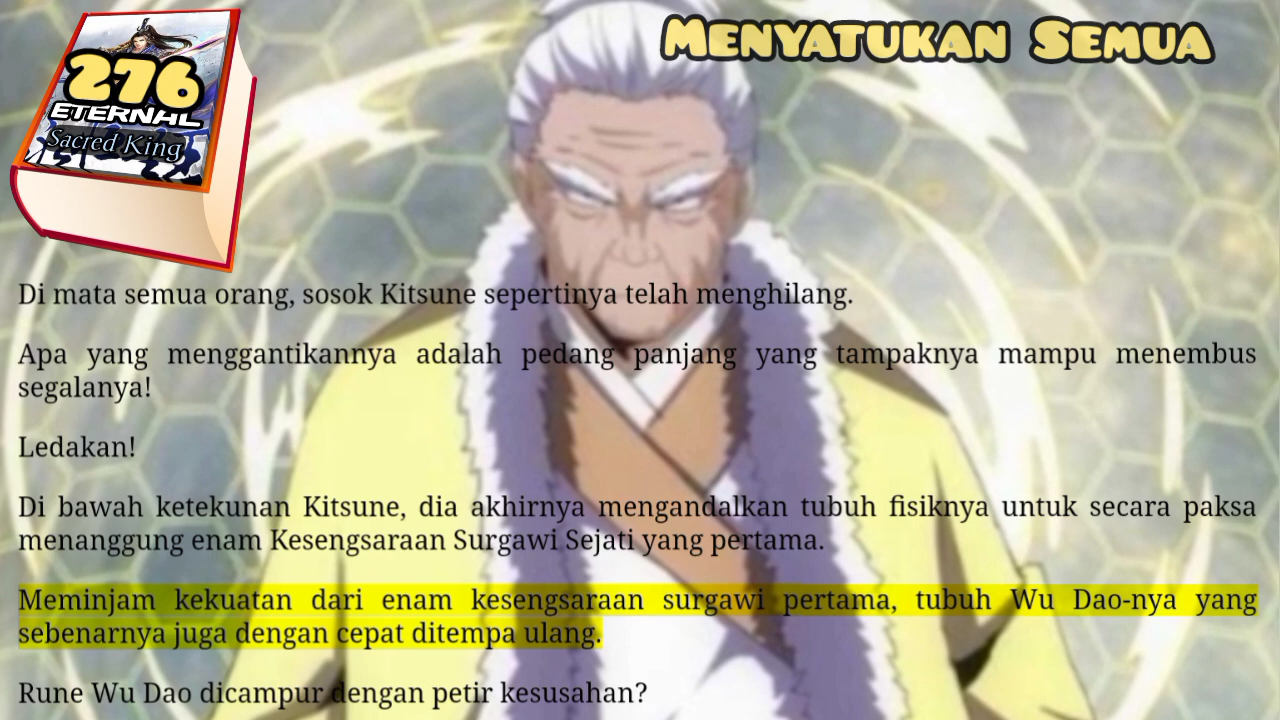 MENYATUKAN SEMUA
276
ETERNAL
Sacred King
Di mata semua orang, sosok Kitsune sepertinya telah menghilang.
Apa yang menggantikannya adalah pedang panjang yang tampaknya mampu menembus
segalanya!
Ledakan!
Di bawah ketekunan Kitsune, dia akhirnya mengandalkan tubuh fisiknya untuk secara paksa
menanggung enam Kesengsaraan Surgawi Sejati yang pertama.
Meminjam kekuatan dari enam kesengsaraan surgawi pertama, tubuh Wu Dao-nya yang
sebenarnya juga dengan cepat ditempa ulang.
Rune Wu Dao dicampur dengan petir kesusahan?